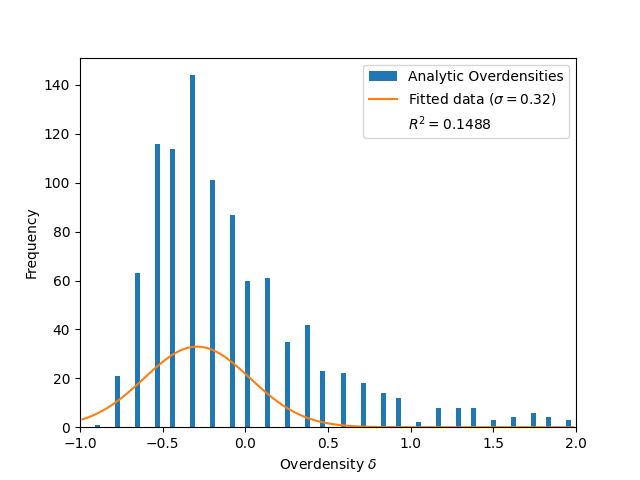 Analytic Overdensities
Fitted data (σ = 0.32)
R² = 0.1488
140
120
100
80
60
40
20
0
Frequency
−1.0 −0.5 0.0 0.5 1.0 1.5 2.0
Overdensity δ